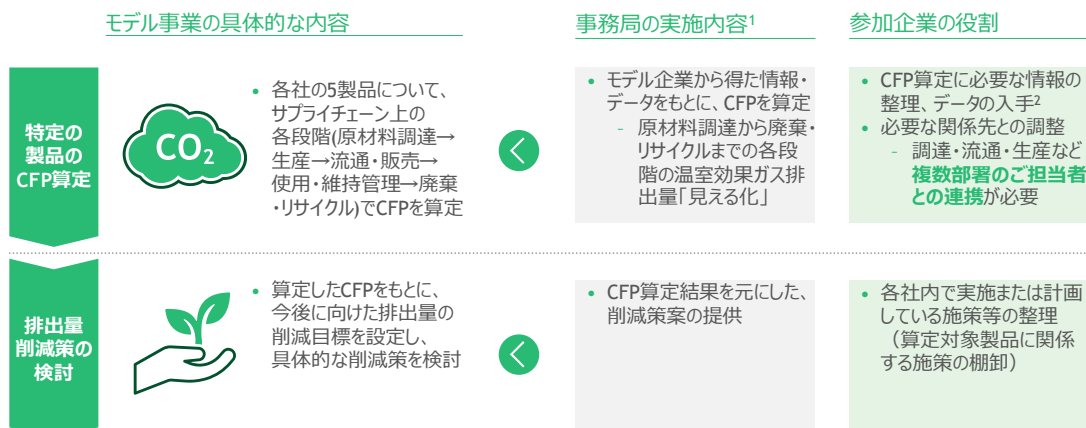 モデル事業の具体的な内容
事務局の実施内容1
参加企業の役割
特定の
製品の
CFP算定
CO2
• 各社の5製品について、
サプライチェーン上の
各段階(原材料調達→
生産→流通・販売→
使用・維持管理→廃棄
・リサイクル)でCFPを算定
• モデル企業から得た情報・
データをもとに、CFPを算定
- 原材料調達から廃棄・
リサイクルまでの各段
階の温室効果ガス排
出量「見える化」
• CFP算定に必要な情報の
整理、データの入手2
• 必要な関係先との調整
- 調達・流通・生産など
複数部署のご担当者
との連携が必要
排出量
削減策の
検討
• 算定したCFPをもとに、
今後に向けた排出量の
削減目標を設定し、
具体的な削減策を検討
• CFP算定結果を元にした、
削減策案の提供
• 各社内で実施または計画
している施策等の整理
（算定対象製品に関係
する施策の棚卸）